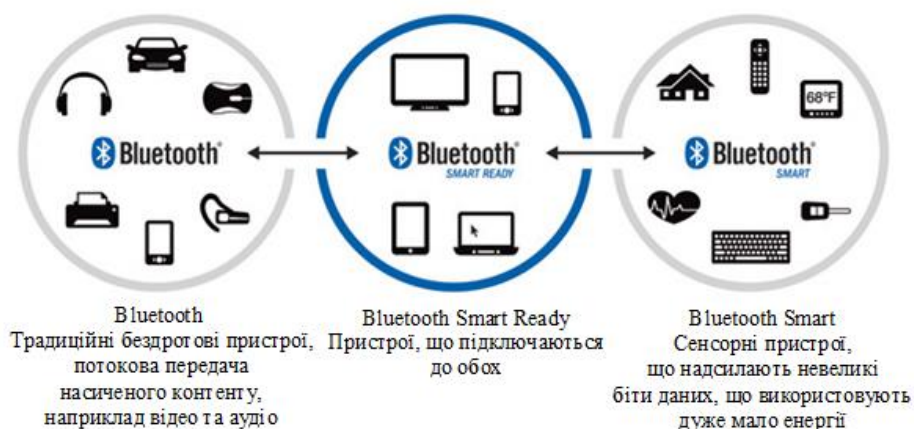 Bluetooth
Bluetooth
SMART READY
Bluetooth
SMART
68°F
Bluetooth
Традиційні бездротові пристрої,
потокова передача
насиченого контенту,
наприклад відео та аудіо
Bluetooth Smart Ready
Пристрої, що підключаються
до обох
Bluetooth Smart
Сенсорні пристрої,
що надсилають невеликі
біти даних, що використовують
дуже мало енергії